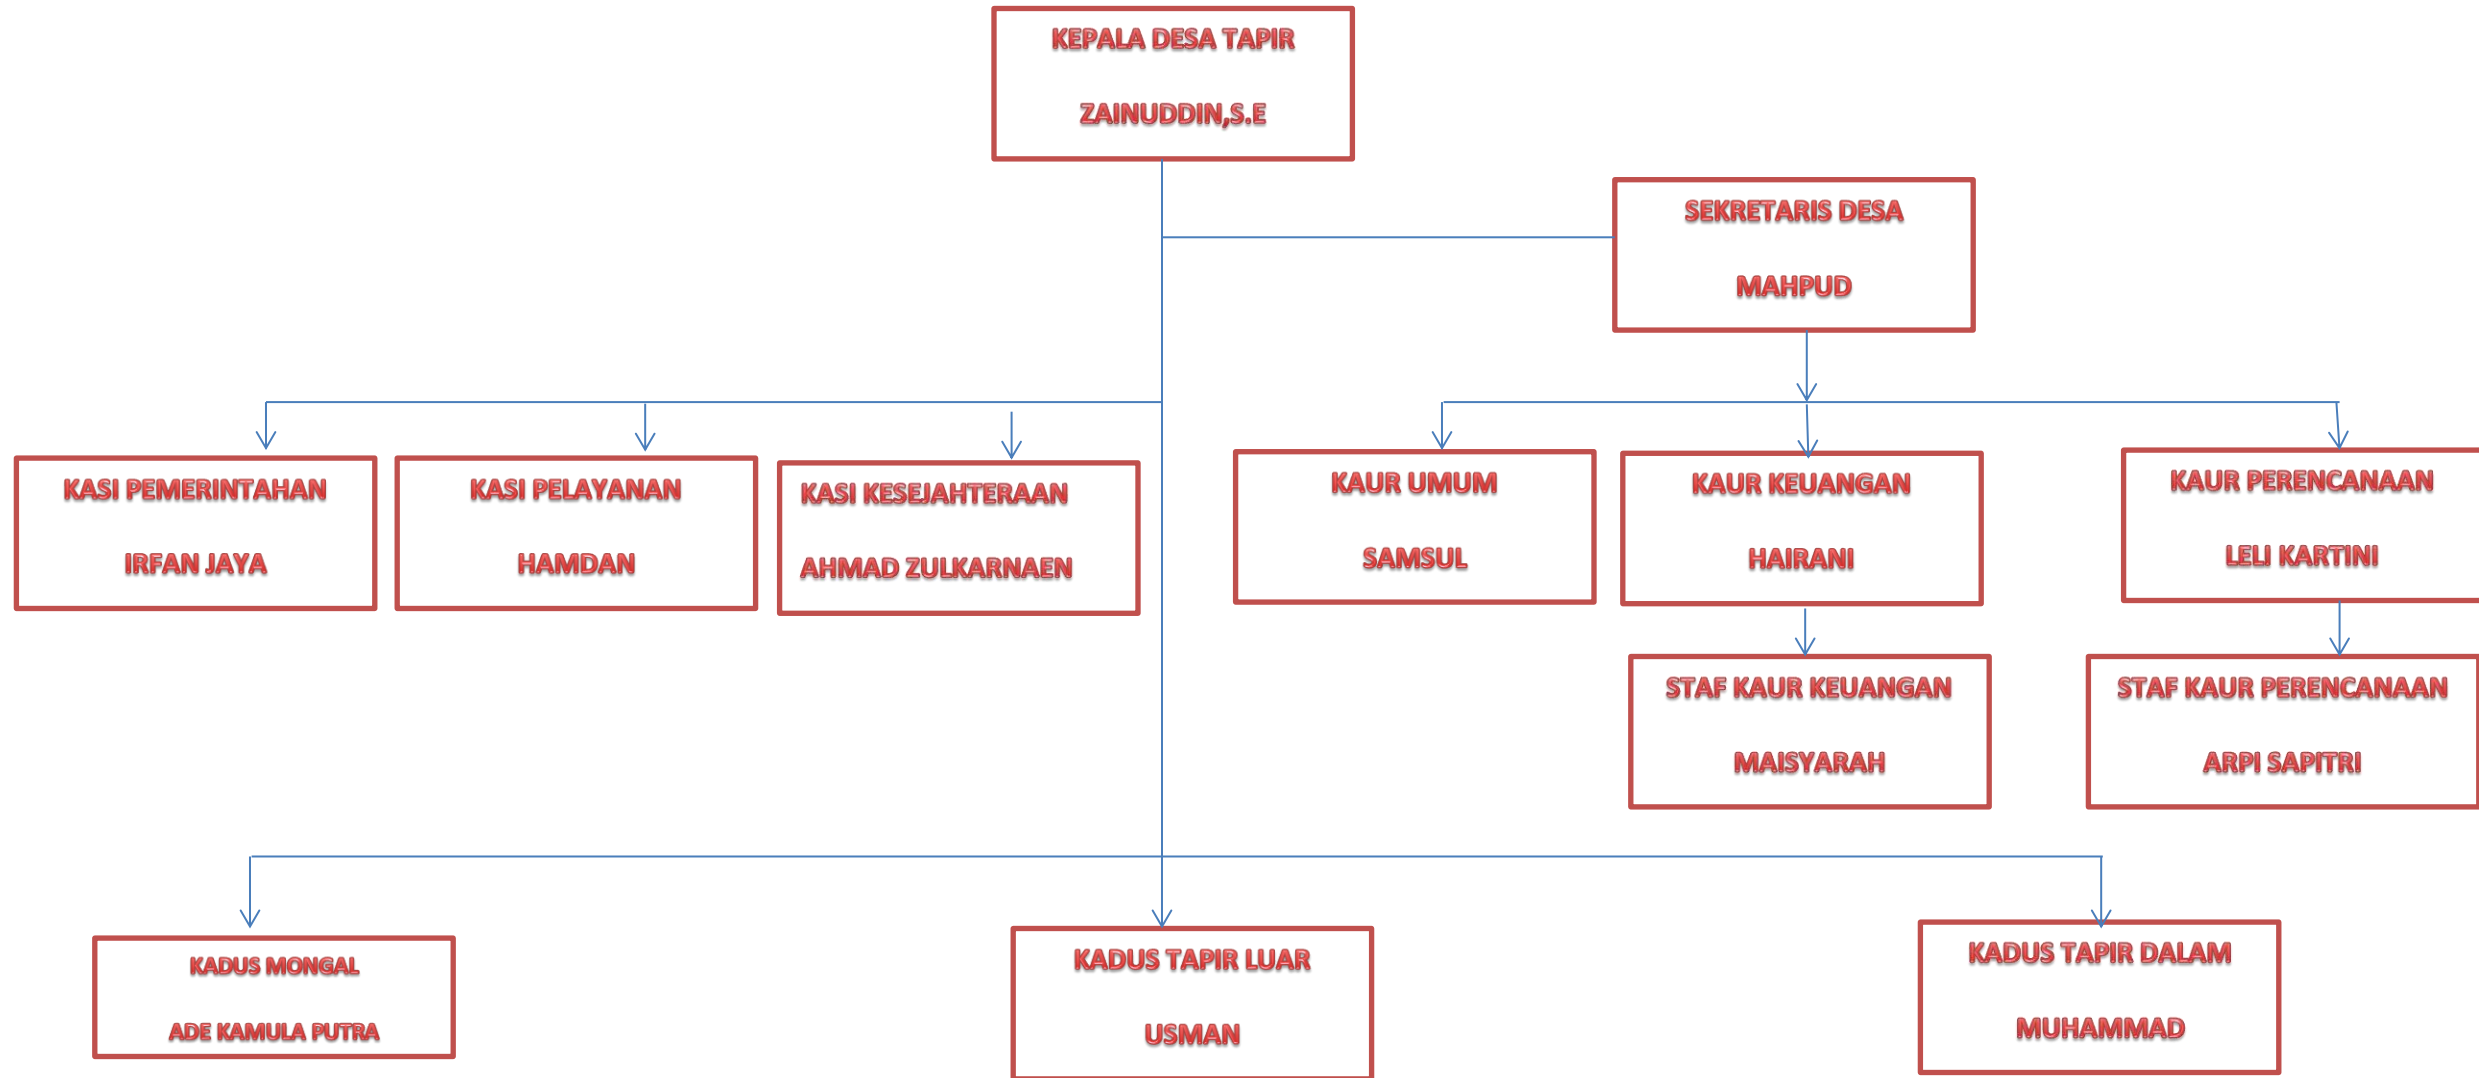 KEPALA DESA TAPIR
ZAINUDDIN,S.E
SEKRETARIS DESA
MAHPUD
KASI PEMERINTAHAN
IRFAN JAYA
KASI PELAYANAN
HAMDAN
KASI KESEJAHTERAAN
AHMAD ZULKARNAEN
KAUR UMUM
SAMSUL
KAUR KEUANGAN
HAIRANI
KAUR PERENCANAAN
LELI KARTINI
STAF KAUR KEUANGAN
MAISYARAH
STAF KAUR PERENCANAAN
ARPI SAPITRI
KADUS MONGAL
ADE KAMULA PUTRA
KADUS TAPIR LUAR
USMAN
KADUS TAPIR DALAM
MUHAMMAD